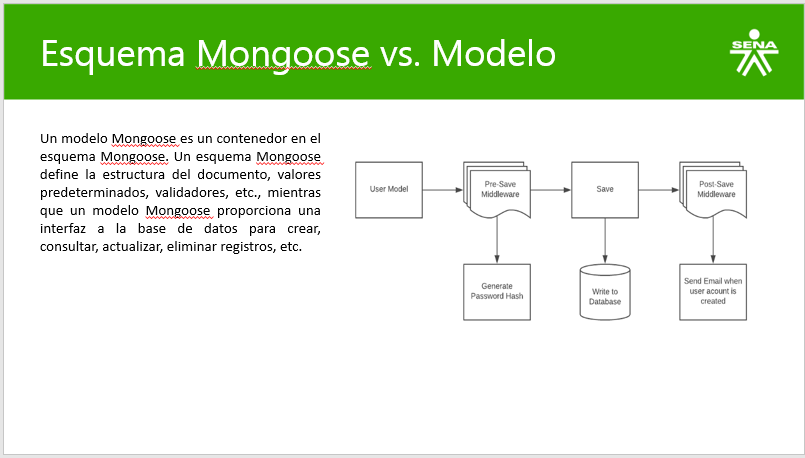 Esquema Mongoose vs. Modelo
SENA
Un modelo Mongoose es un contenedor en el
esquema Mongoose. Un esquema Mongoose
define la estructura del documento, valores
predeterminados, validadores, etc., mientras
que un modelo Mongoose proporciona una
interfaz a la base de datos para crear,
consultar, actualizar, eliminar registros, etc.
User Model
Pre-Save
Middleware
Save
Post-Save
Middleware
Generate
Password Hash
Write to
Database
Send Email when
user acount is
created